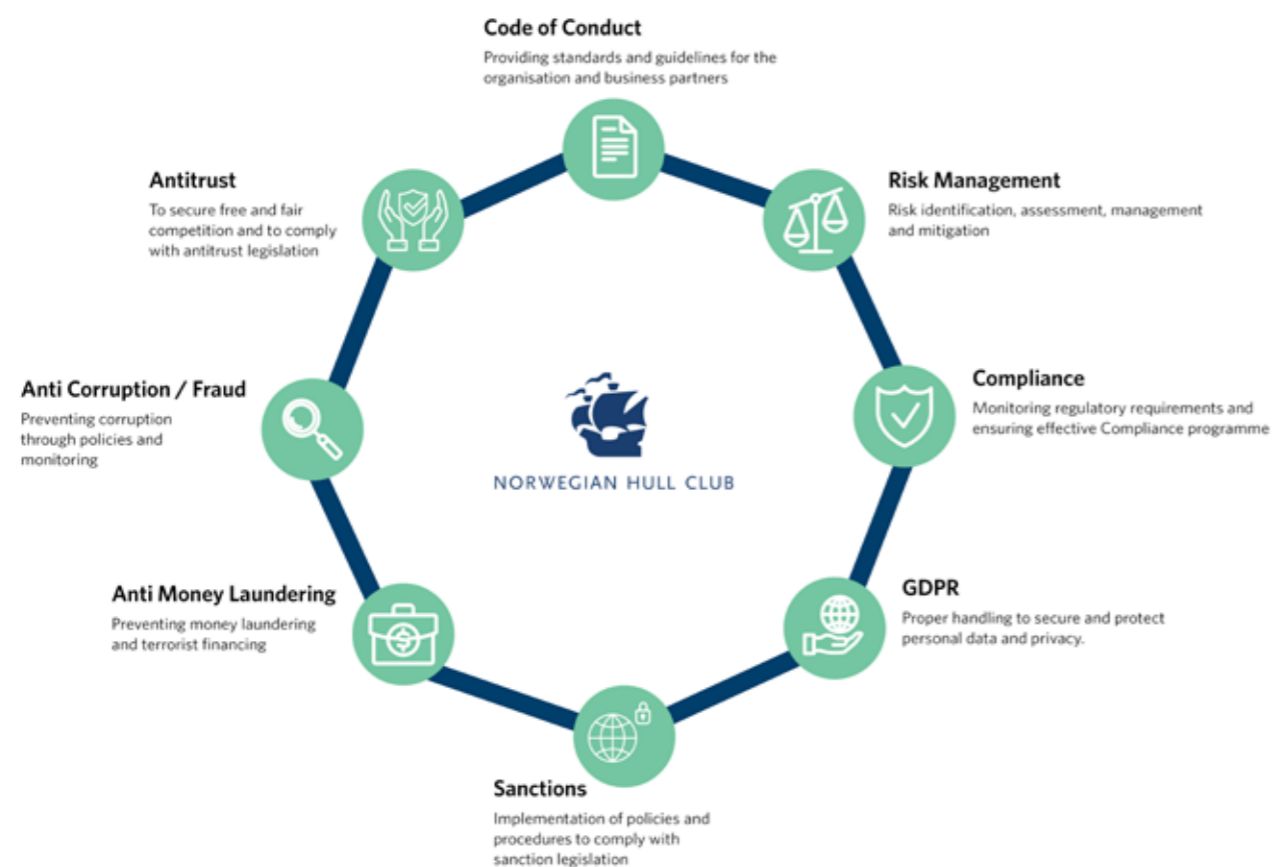 Code of Conduct
Providing standards and guidelines for the
organisation and business partners
Risk Management
Risk identification, assessment, management
and mitigation
Compliance
Monitoring regulatory requirements and
ensuring effective Compliance programme
GDPR
Proper handling to secure and protect
personal data and privacy.
Sanctions
Implementation of policies and
procedures to comply with
sanction legislation
Anti Money Laundering
Preventing money laundering
and terrorist financing
Anti Corruption / Fraud
Preventing corruption
through policies and
monitoring
Antitrust
To secure free and fair
competition and to comply
with antitrust legislation
NORWEGIAN HULL CLUB